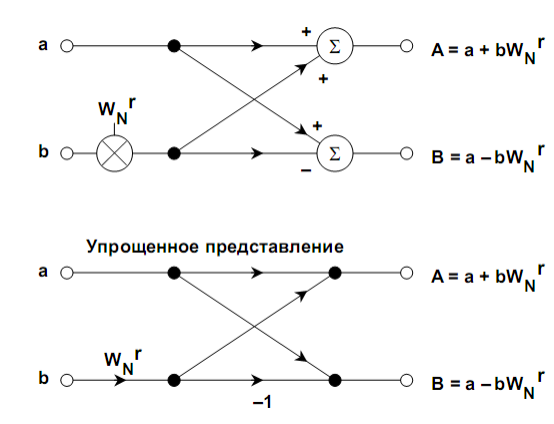 +
a Σ A = a + bW_N^r
+
W_N^r +
b Σ B = a – bW_N^r
–
Упрощенное представление
a A = a + bW_N^r
W_N^r
b B = a – bW_N^r
–1